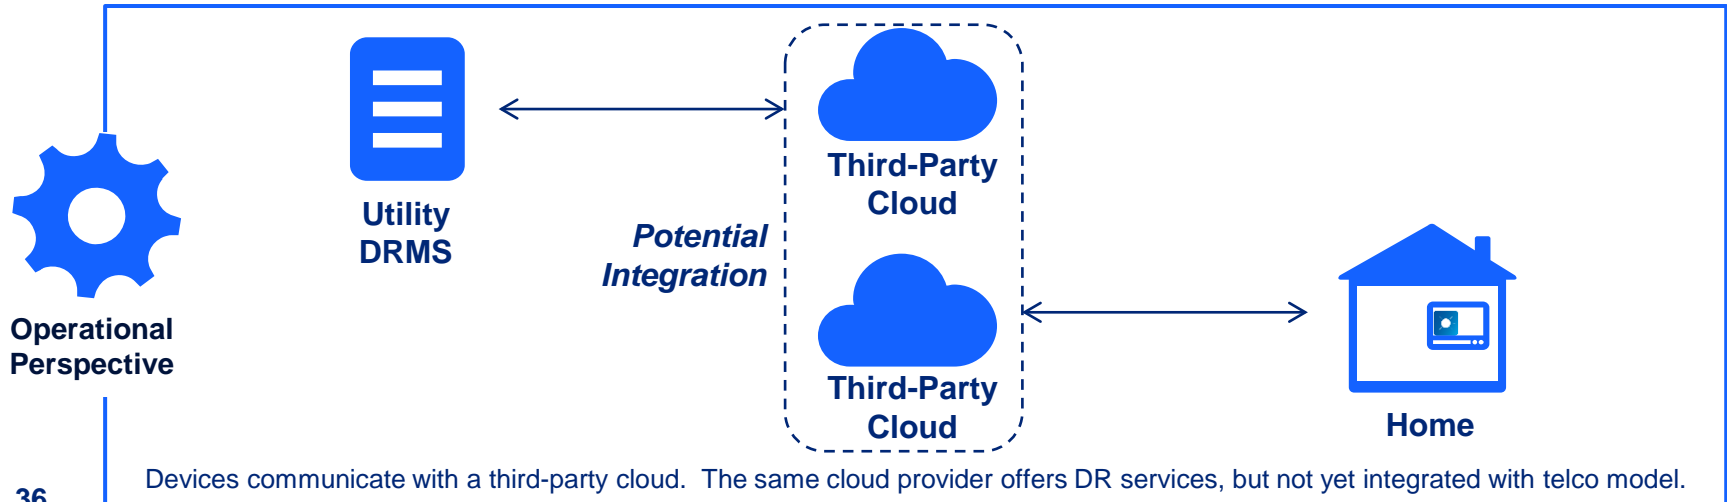 Utility
DRMS
Third-Party
Cloud
Potential
Integration
Third-Party
Cloud
Home
Operational
Perspective
Devices communicate with a third-party cloud.  The same cloud provider offers DR services, but not yet integrated with telco model.
36